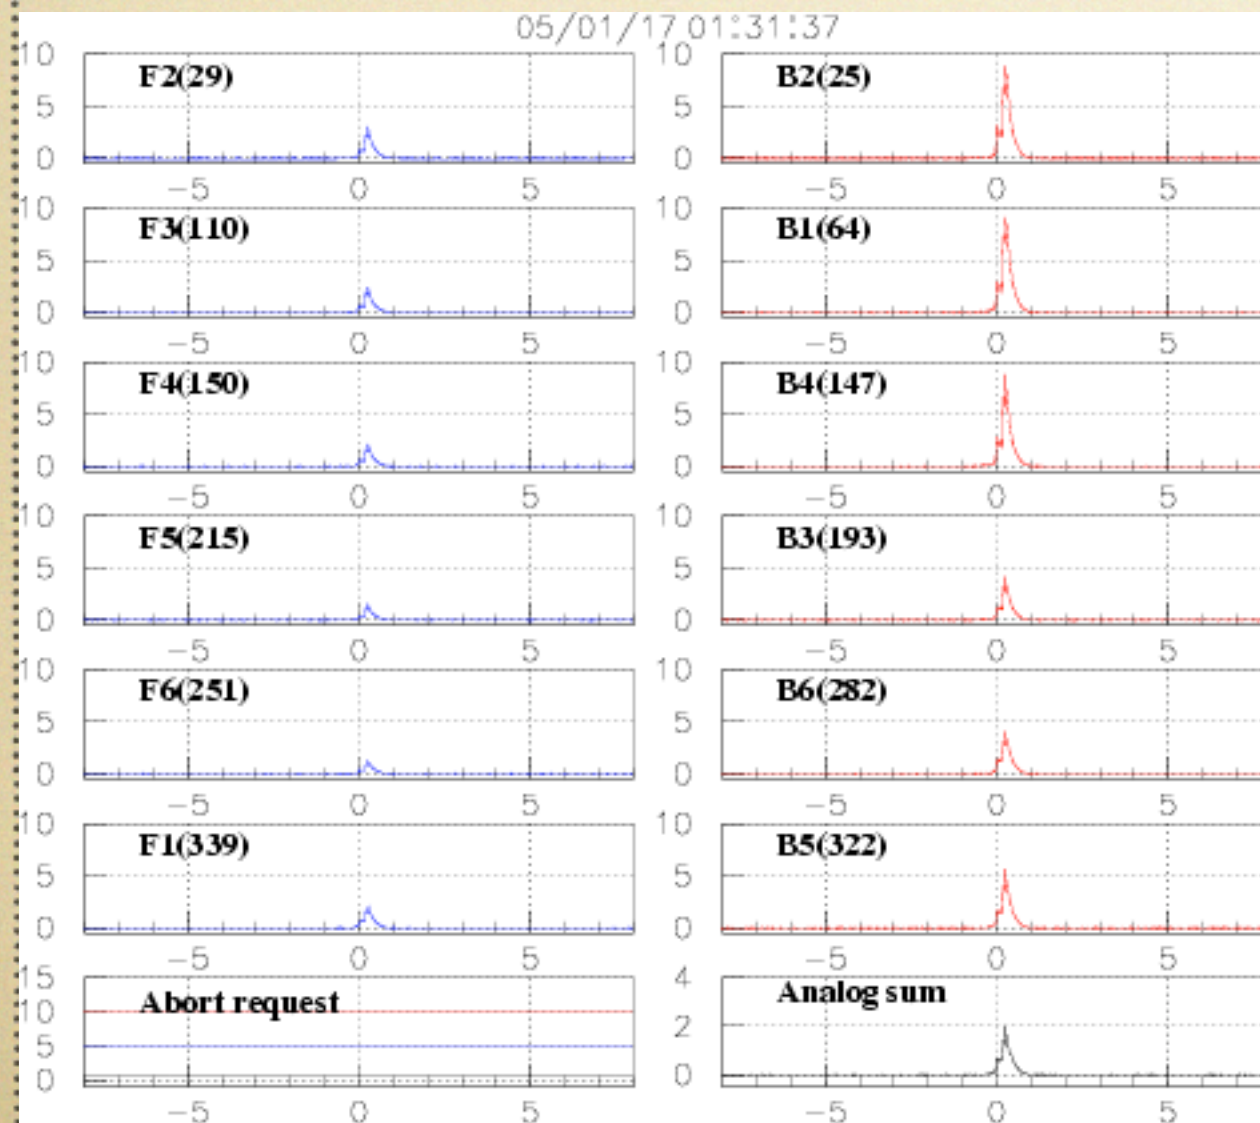 05/01/17 01:31:37
10 5 0 F2(29) -5 0 5
10 5 0 B2(25) -5 0 5
10 5 0 F3(110) -5 0 5
10 5 0 B1(64) -5 0 5
10 5 0 F4(150) -5 0 5
10 5 0 B4(147) -5 0 5
10 5 0 F5(215) -5 0 5
10 5 0 B3(193) -5 0 5
10 5 0 F6(251) -5 0 5
10 5 0 B6(282) -5 0 5
10 5 0 F1(339) -5 0 5
10 5 0 B5(322) -5 0 5
15 10 5 0 Abort request -5 0 5
4 2 0 Analog sum -5 0 5